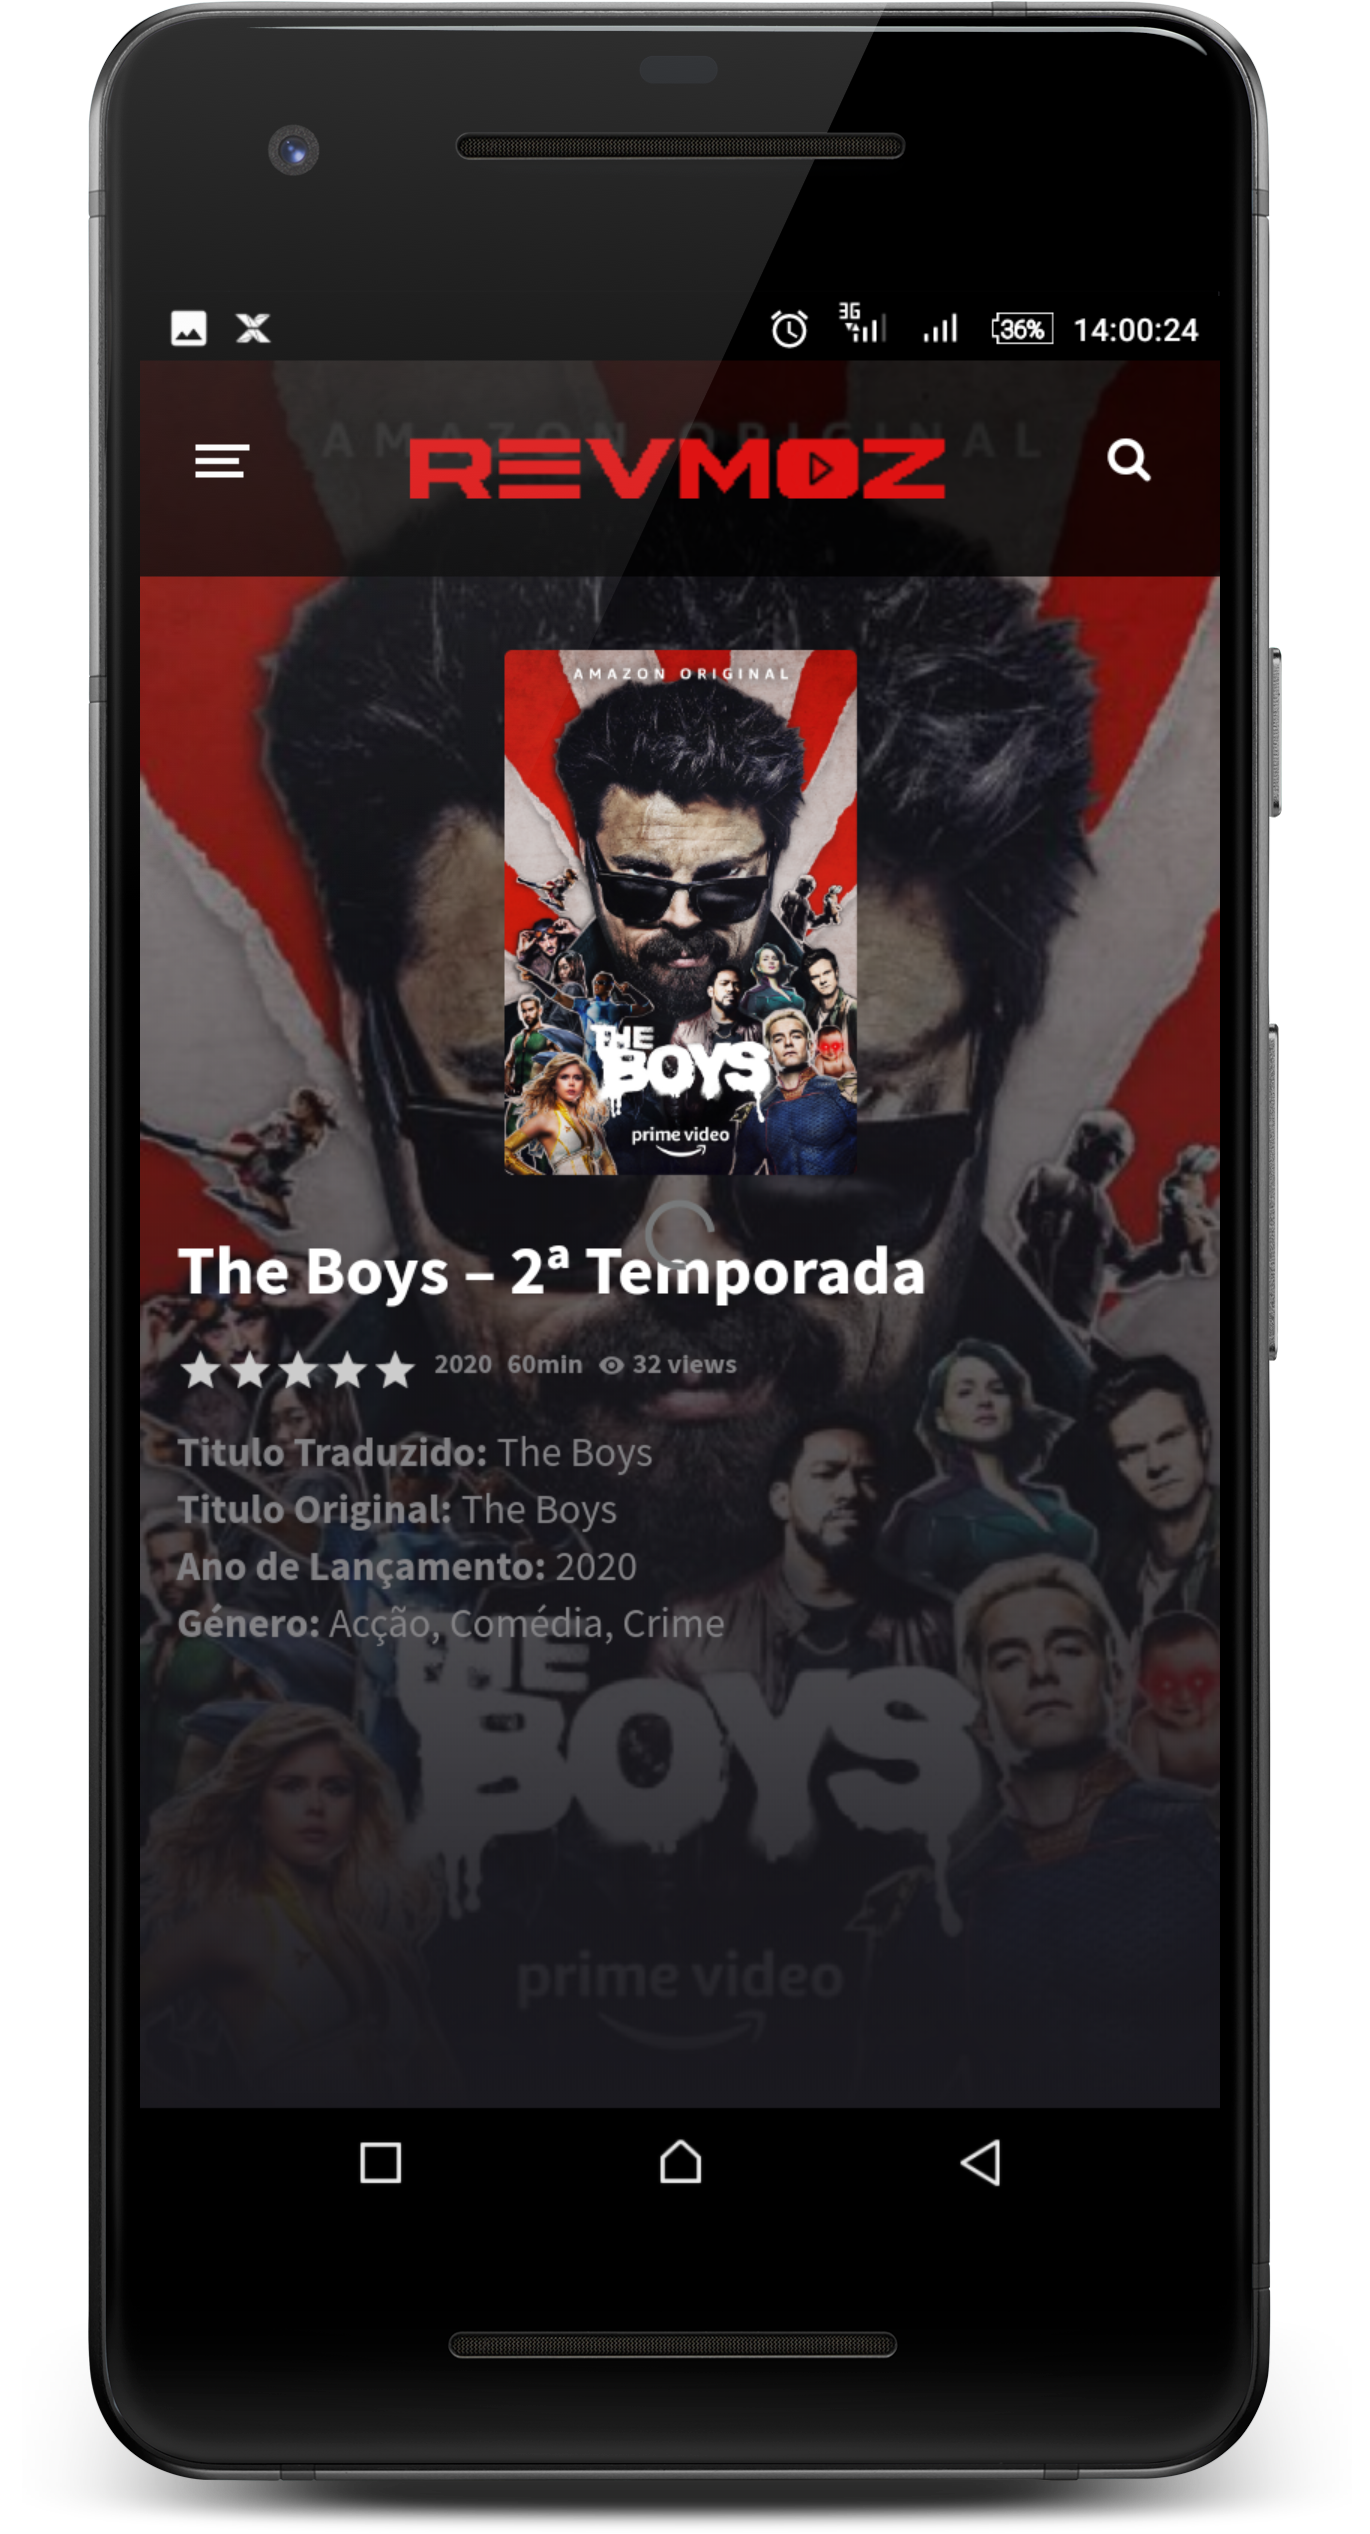 3G
36%
14:00:24
AMAZON ORIGINAL
REVMOZ
AMAZON ORIGINAL
THE
BOYS
prime video
The Boys – 2ª Temporada
2020 60min 32 views
Titulo Traduzido: The Boys
Titulo Original: The Boys
Ano de Lançamento: 2020
Género: Acção, Comédia, Crime
THE
BOYS
prime video